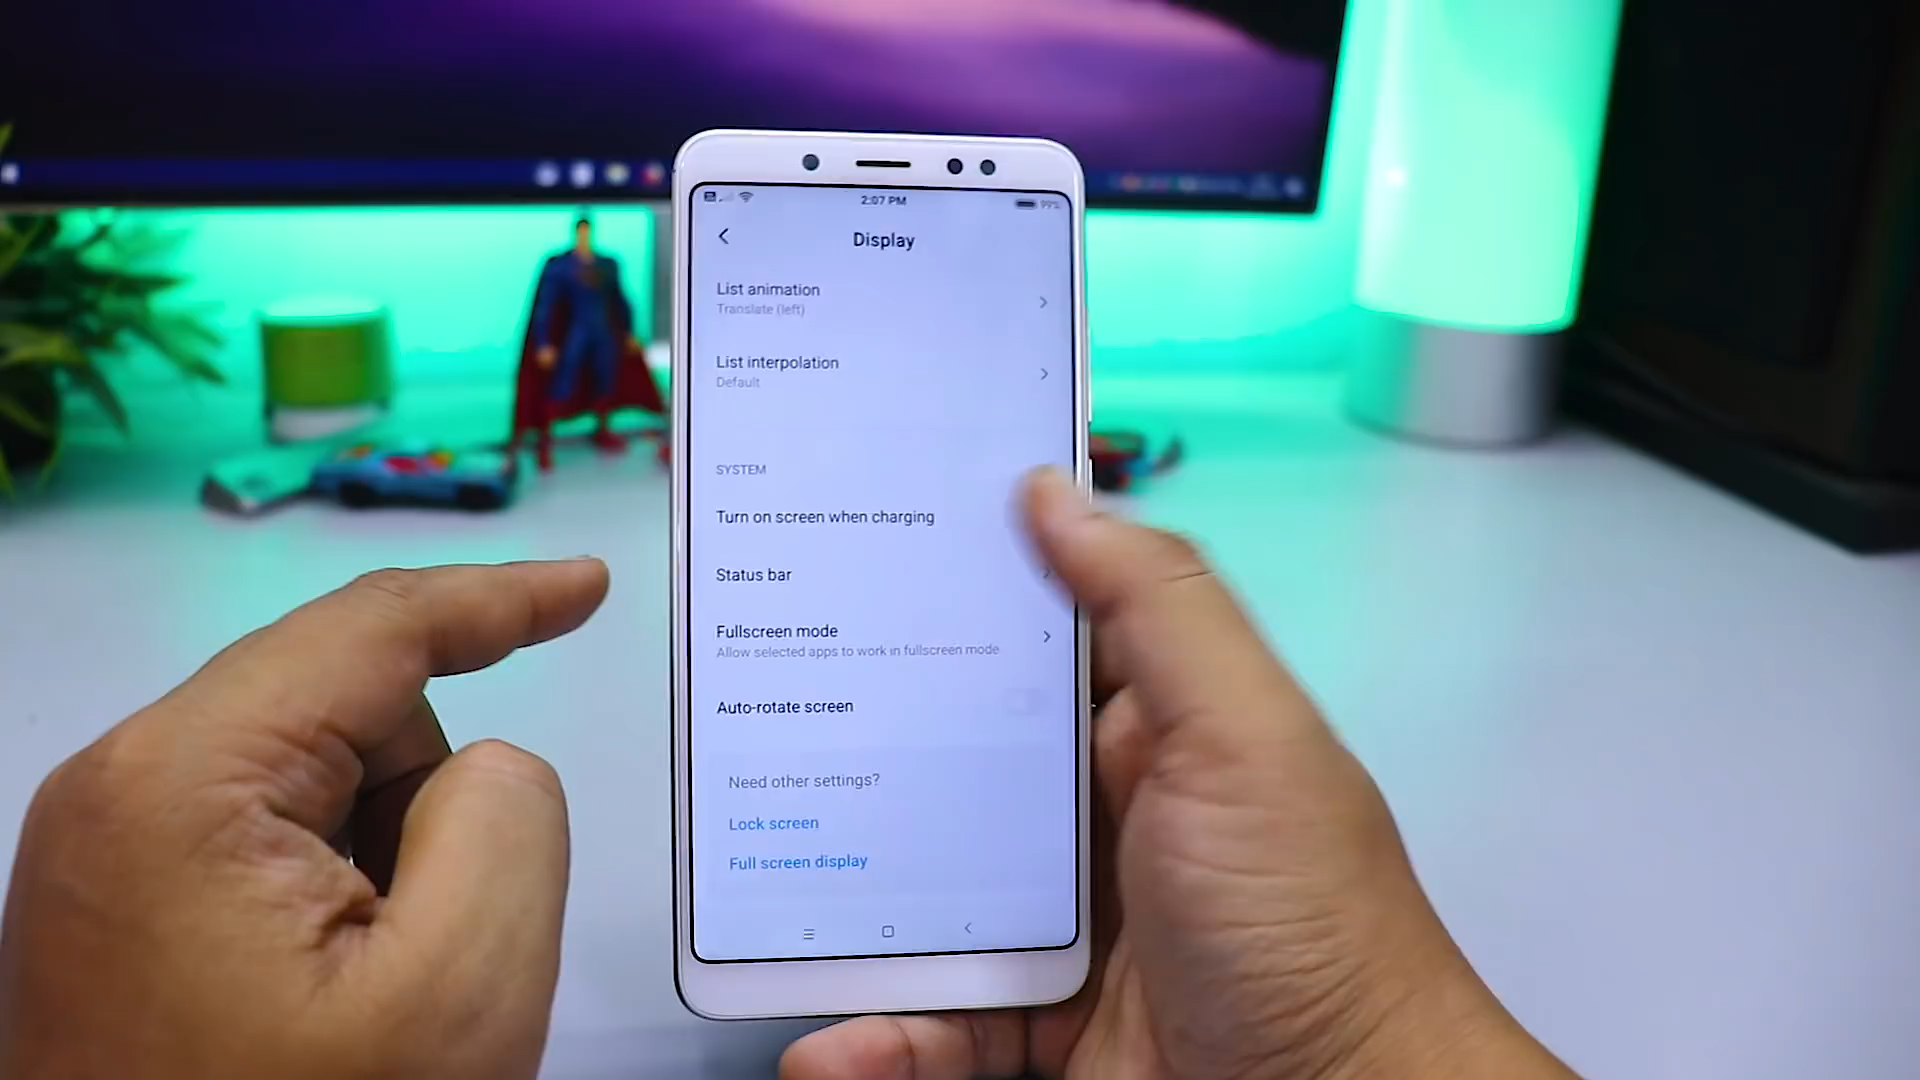 2:07 PM
99%
Display
List animation
Translate (left)
List interpolation
Default
SYSTEM
Turn on screen when charging
Status bar
Fullscreen mode
Allow selected apps to work in fullscreen mode
Auto-rotate screen
Need other settings?
Lock screen
Full screen display